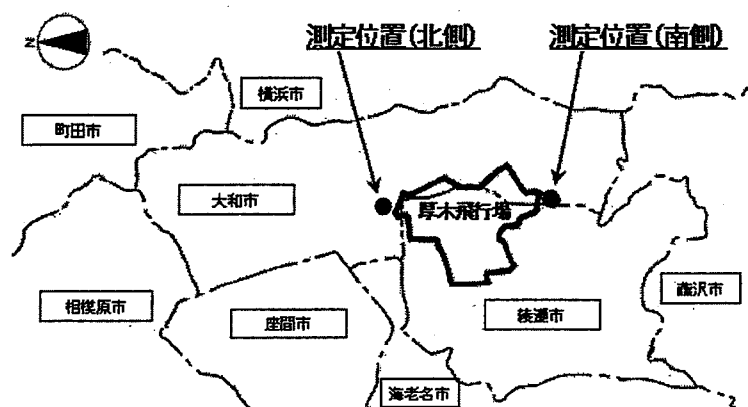 N
測定位置(北側)
測定位置(南側)
横浜市
町田市
大和市
厚木飛行場
相模原市
座間市
綾瀬市
藤沢市
海老名市